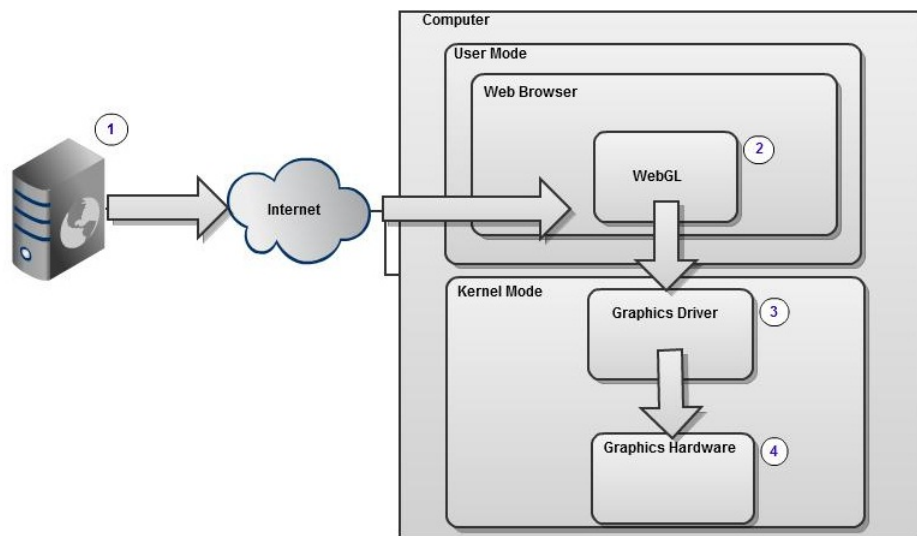 Computer
User Mode
Web Browser
1
2
WebGL
Internet
Kernel Mode
Graphics Driver
3
Graphics Hardware
4